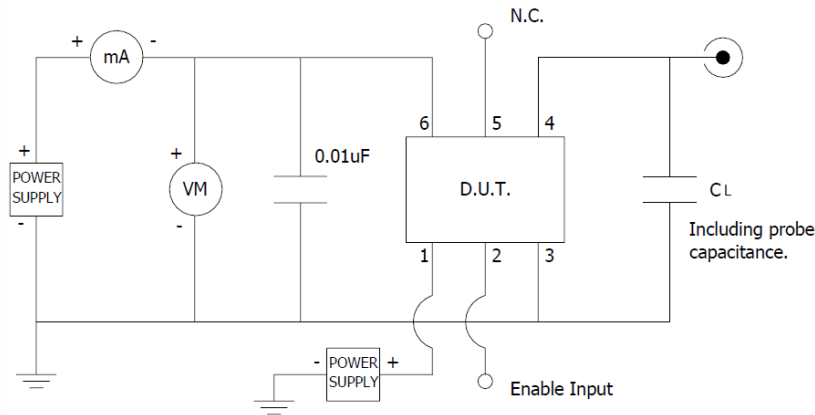 N.C.
+ mA -
6 5 4
0.01uF
+
POWER
SUPPLY
-
+
VM
-
D.U.T.
CL
Including probe
capacitance.
1 2 3
- POWER +
SUPPLY
Enable Input